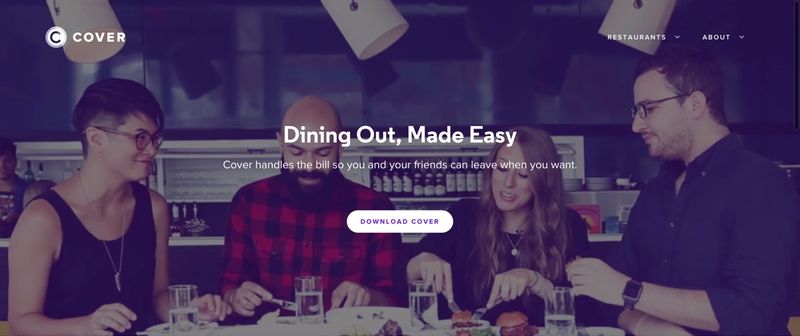 C COVER
RESTAURANTS
ABOUT
Dining Out, Made Easy
Cover handles the bill so you and your friends can leave when you want.
DOWNLOAD COVER